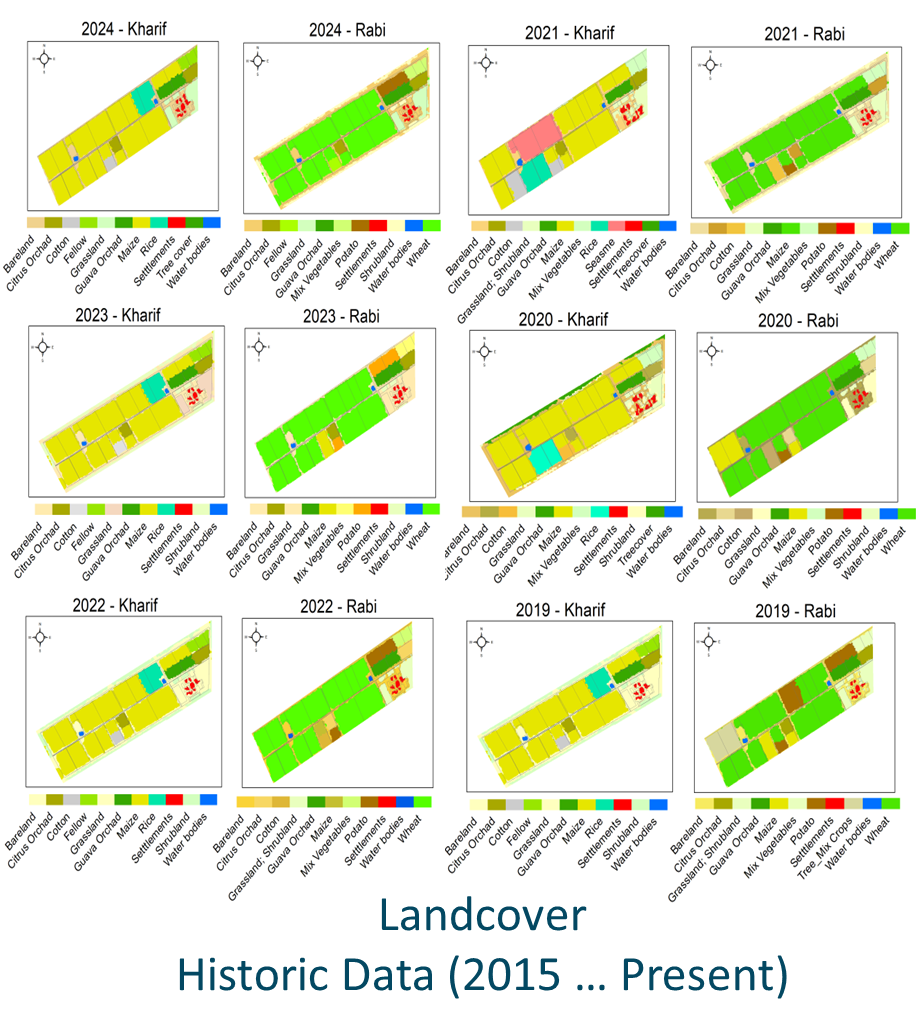 2024 - Kharif
2024 - Rabi
2021 - Kharif
2021 - Rabi
Bareland
Citrus Orchad
Cotton
Fellow
Grassland
Guava Orchad
Maize
Rice
Settlements
Tree cover
Water bodies
Bareland
Citrus Orchad
Fellow
Grassland
Guava Orchad
Mix Vegetables
Potato
Settlements
Shrubland
Water bodies
Wheat
Bareland
Citrus Orchad
Cotton
Grassland; Shrubland
Guava Orchad
Maize
Mix Vegetables
Rice
Seasame
Settlements
Treecover
Water bodies
Bareland
Citrus Orchad
Cotton
Grassland
Guava Orchad
Maize
Mix Vegetables
Potato
Settlements
Shrubland
Water bodies
Wheat
2023 - Kharif
2023 - Rabi
2020 - Kharif
2020 - Rabi
Bareland
Citrus Orchad
Cotton
Fellow
Grassland
Guava Orchad
Maize
Rice
Settlements
Shrubland
Water bodies
Bareland
Citrus Orchad
Grassland
Guava Orchad
Maize
Mix Vegetables
Potato
Settlements
Shrubland
Water bodies
Wheat
Bareland
Citrus Orchad
Cotton
Grassland
Guava Orchad
Maize
Mix Vegetables
Rice
Settlements
Shrubland
Treecover
Water bodies
Bareland
Citrus Orchad
Cotton
Grassland
Guava Orchad
Maize
Mix Vegetables
Potato
Settlements
Shrubland
Water bodies
Wheat
2022 - Kharif
2022 - Rabi
2019 - Kharif
2019 - Rabi
Bareland
Citrus Orchad
Cotton
Fellow
Grassland
Guava Orchad
Maize
Rice
Settlements
Shrubland
Water bodies
Bareland
Citrus Orchad
Cotton
Grassland; Shrubland
Guava Orchad
Maize
Mix Vegetables
Potato
Settlements
Water bodies
Wheat
Bareland
Citrus Orchad
Cotton
Fellow
Grassland
Guava Orchad
Maize
Rice
Settlements
Shrubland
Water bodies
Bareland
Citrus Orchad
Grassland; Shrubland
Guava Orchad
Maize
Mix Vegetables
Potato
Settlements
Tree_Mix Crops
Water bodies
Wheat
Landcover
Historic Data (2015 ... Present)